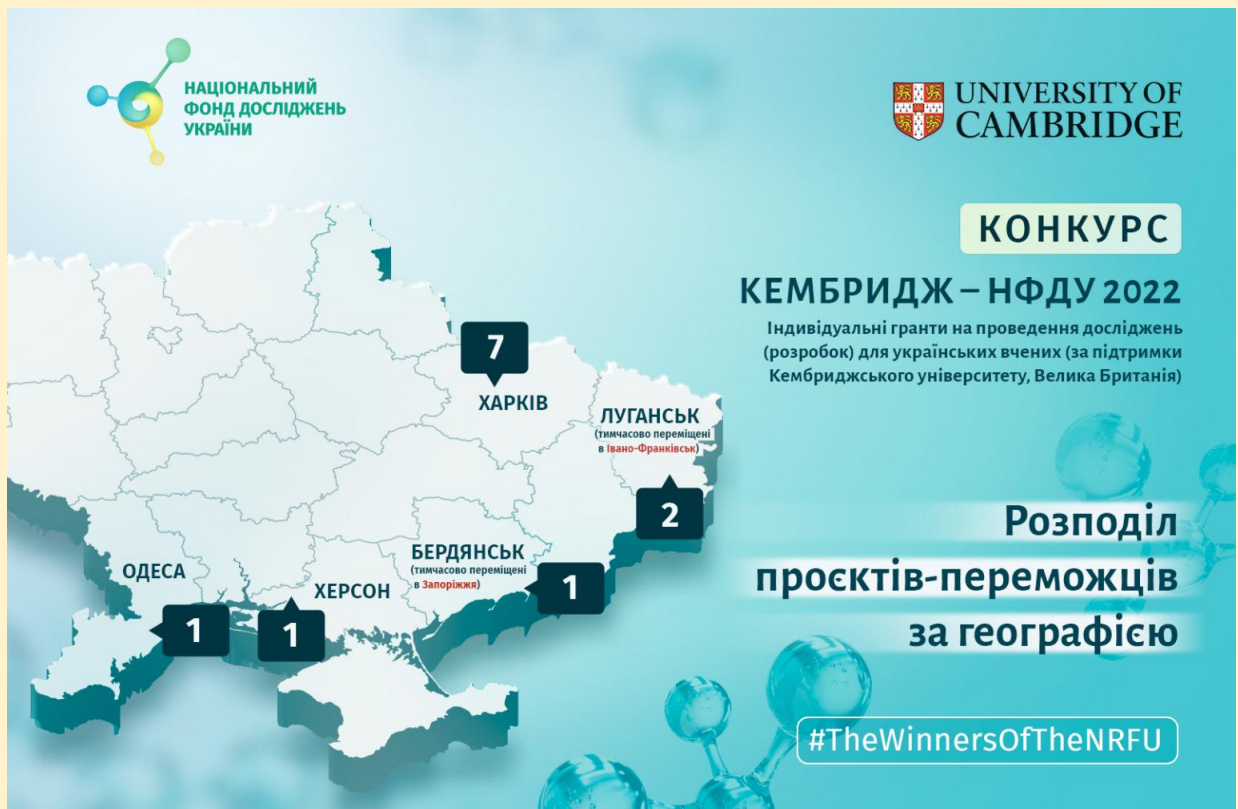 НАЦІОНАЛЬНИЙ
ФОНД ДОСЛІДЖЕНЬ
УКРАЇНИ
UNIVERSITY OF
CAMBRIDGE
КОНКУРС
КЕМБРИДЖ – НФДУ 2022
Індивідуальні гранти на проведення досліджень
(розробок) для українських вчених (за підтримки
Кембриджського університету, Велика Британія)
7
ХАРКІВ
ЛУГАНСЬК
(тимчасово переміщені
в Івано-Франківськ)
2
БЕРДЯНСЬК
(тимчасово переміщені
в Запоріжжя)
1
ОДЕСА
1
ХЕРСОН
1
Розподіл
проєктів-переможців
за географією
#TheWinnersOfTheNRFU